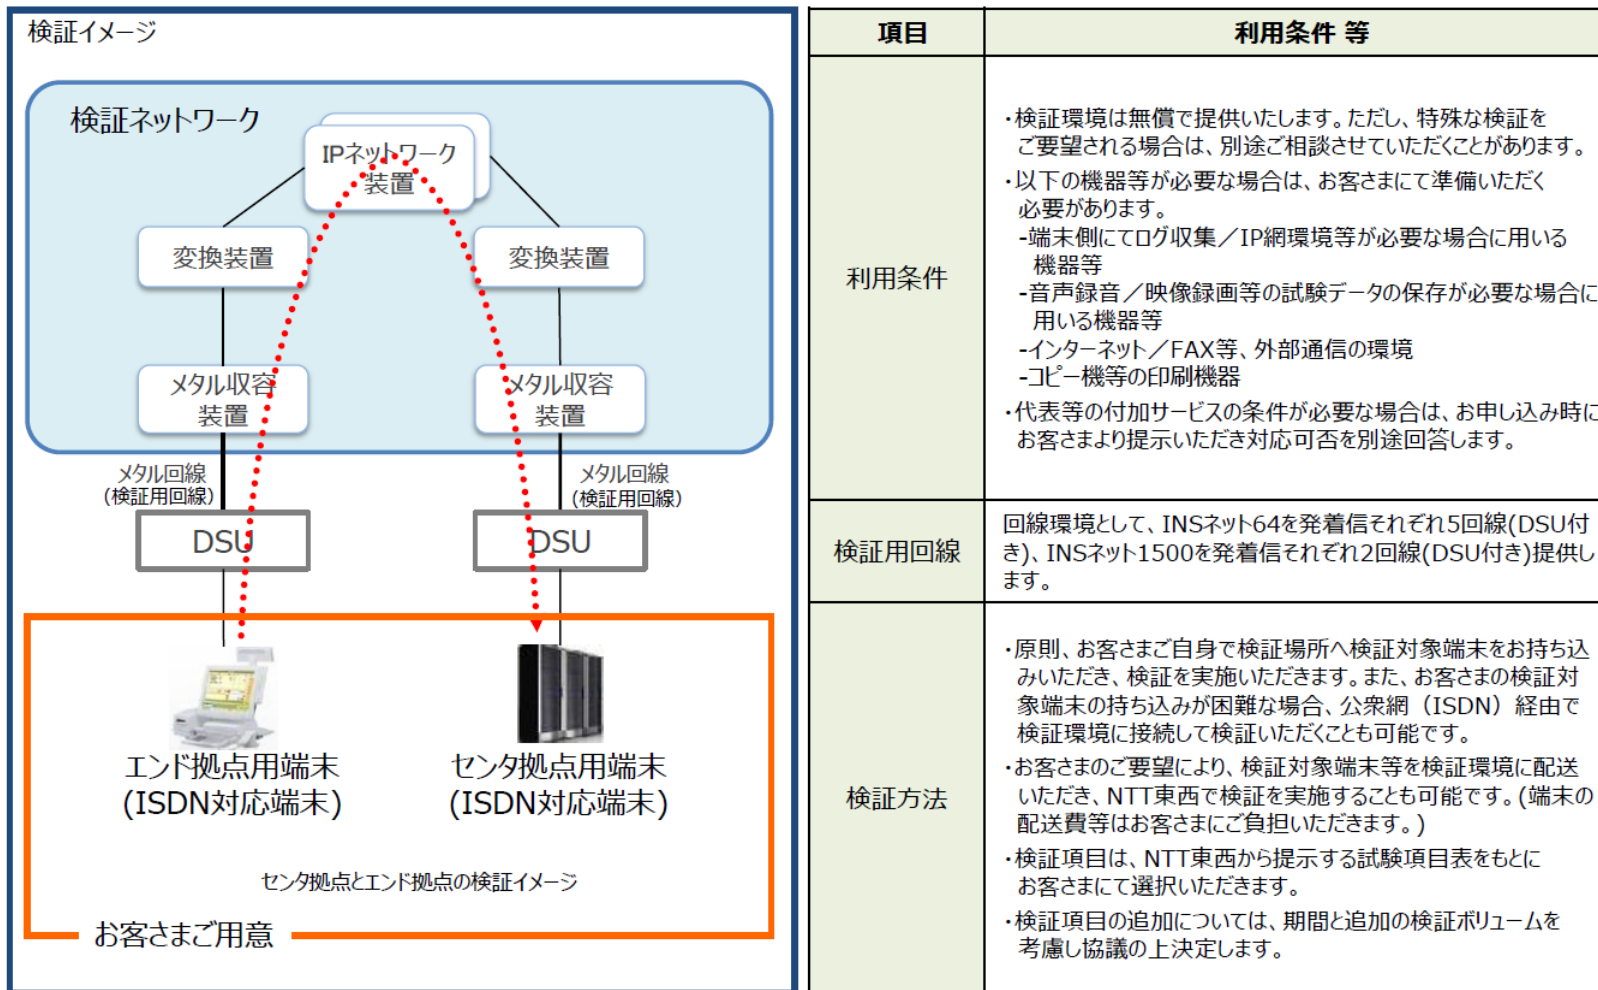 検証イメージ
検証ネットワーク
IPネットワーク
装置
変換装置
変換装置
メタル収容
装置
メタル収容
装置
メタル回線
(検証用回線)
メタル回線
(検証用回線)
DSU
DSU
エンド拠点用端末
(ISDN対応端末)
センタ拠点用端末
(ISDN対応端末)
センタ拠点とエンド拠点の検証イメージ
お客さまご用意
項目
利用条件 等
利用条件
・検証環境は無償で提供いたします。ただし、特殊な検証を
ご要望される場合は、別途ご相談させていただくことがあります。
・以下の機器等が必要な場合は、お客さまにて準備いただく
必要があります。
-端末側にてログ収集／IP網環境等が必要な場合に用いる
機器等
-音声録音／映像録画等の試験データの保存が必要な場合に
用いる機器等
-インターネット／FAX等、外部通信の環境
-コピー機等の印刷機器
・代表等の付加サービスの条件が必要な場合は、お申し込み時に
お客さまより提示いただき対応可否を別途回答します。
検証用回線
回線環境として、INSネット64を発着信それぞれ5回線(DSU付
き)、INSネット1500を発着信それぞれ2回線(DSU付き)提供し
ます。
検証方法
・原則、お客さまご自身で検証場所へ検証対象端末をお持ち込
みいただき、検証を実施いただきます。また、お客さまの検証対
象端末の持ち込みが困難な場合、公衆網（ISDN）経由で
検証環境に接続して検証いただくことも可能です。
・お客さまのご要望により、検証対象端末等を検証環境に配送
いただき、NTT東西で検証を実施することも可能です。(端末の
配送費等はお客さまにご負担いただきます。)
・検証項目は、NTT東西から提示する試験項目表をもとに
お客さまにて選択いただきます。
・検証項目の追加については、期間と追加の検証ボリュームを
考慮し協議の上決定します。